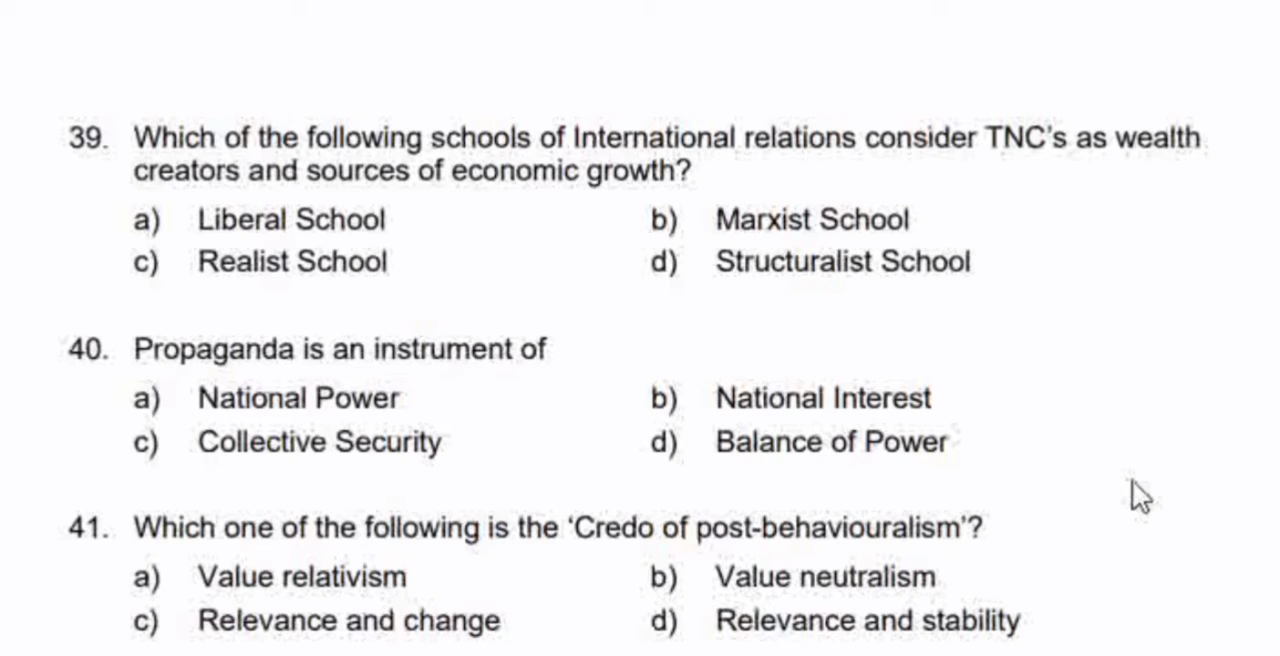 39. Which of the following schools of International relations consider TNC's as wealth
creators and sources of economic growth?
a) Liberal School b) Marxist School
c) Realist School d) Structuralist School
40. Propaganda is an instrument of
a) National Power b) National Interest
c) Collective Security d) Balance of Power
41. Which one of the following is the 'Credo of post-behaviouralism'?
a) Value relativism b) Value neutralism
c) Relevance and change d) Relevance and stability